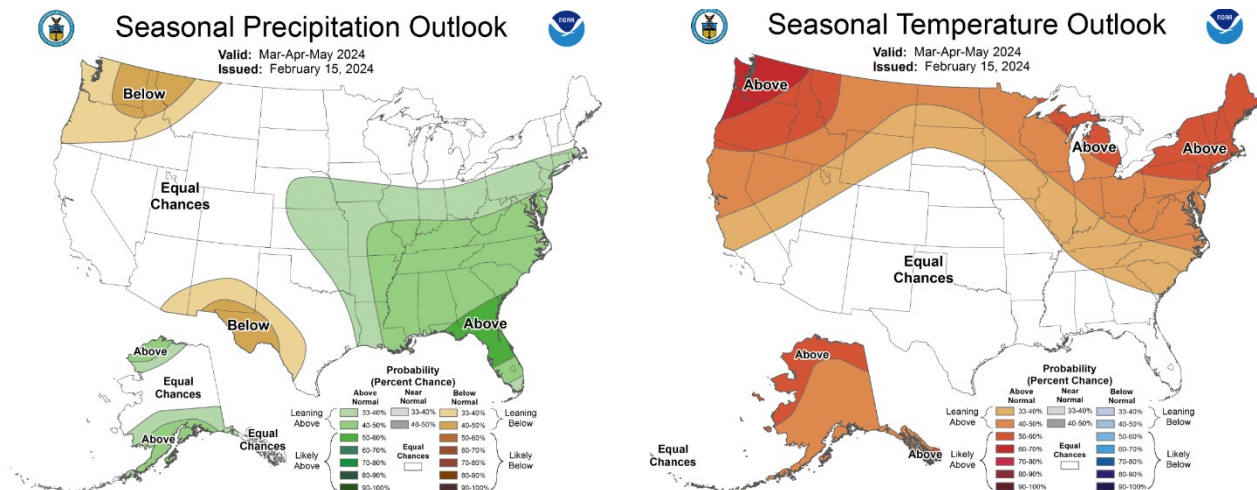 Seasonal Precipitation Outlook
NOAA
Valid: Mar-Apr-May 2024
Issued: February 15, 2024
Below
Equal
Chances
Below
Above
Above
Equal
Chances
Above
Equal
Chances
Probability
(Percent Chance)
Above Normal
Near Normal
Below Normal
Leaning Above
33-40%
33-40%
33-40%
Leaning Below
40-50%
40-50%
40-50%
Likely Above
50-60%
Equal Chances
50-60%
Likely Below
60-70%
60-70%
70-80%
70-80%
80-90%
80-90%
90-100%
90-100%
Seasonal Temperature Outlook
NOAA
Valid: Mar-Apr-May 2024
Issued: February 15, 2024
Above
Above
Above
Equal
Chances
Above
Above
Equal
Chances
Probability
(Percent Chance)
Above Normal
Near Normal
Below Normal
Leaning Above
33-40%
33-40%
33-40%
Leaning Below
40-50%
40-50%
40-50%
Likely Above
50-60%
Equal Chances
50-60%
Likely Below
60-70%
60-70%
70-80%
70-80%
80-90%
80-90%
90-100%
90-100%